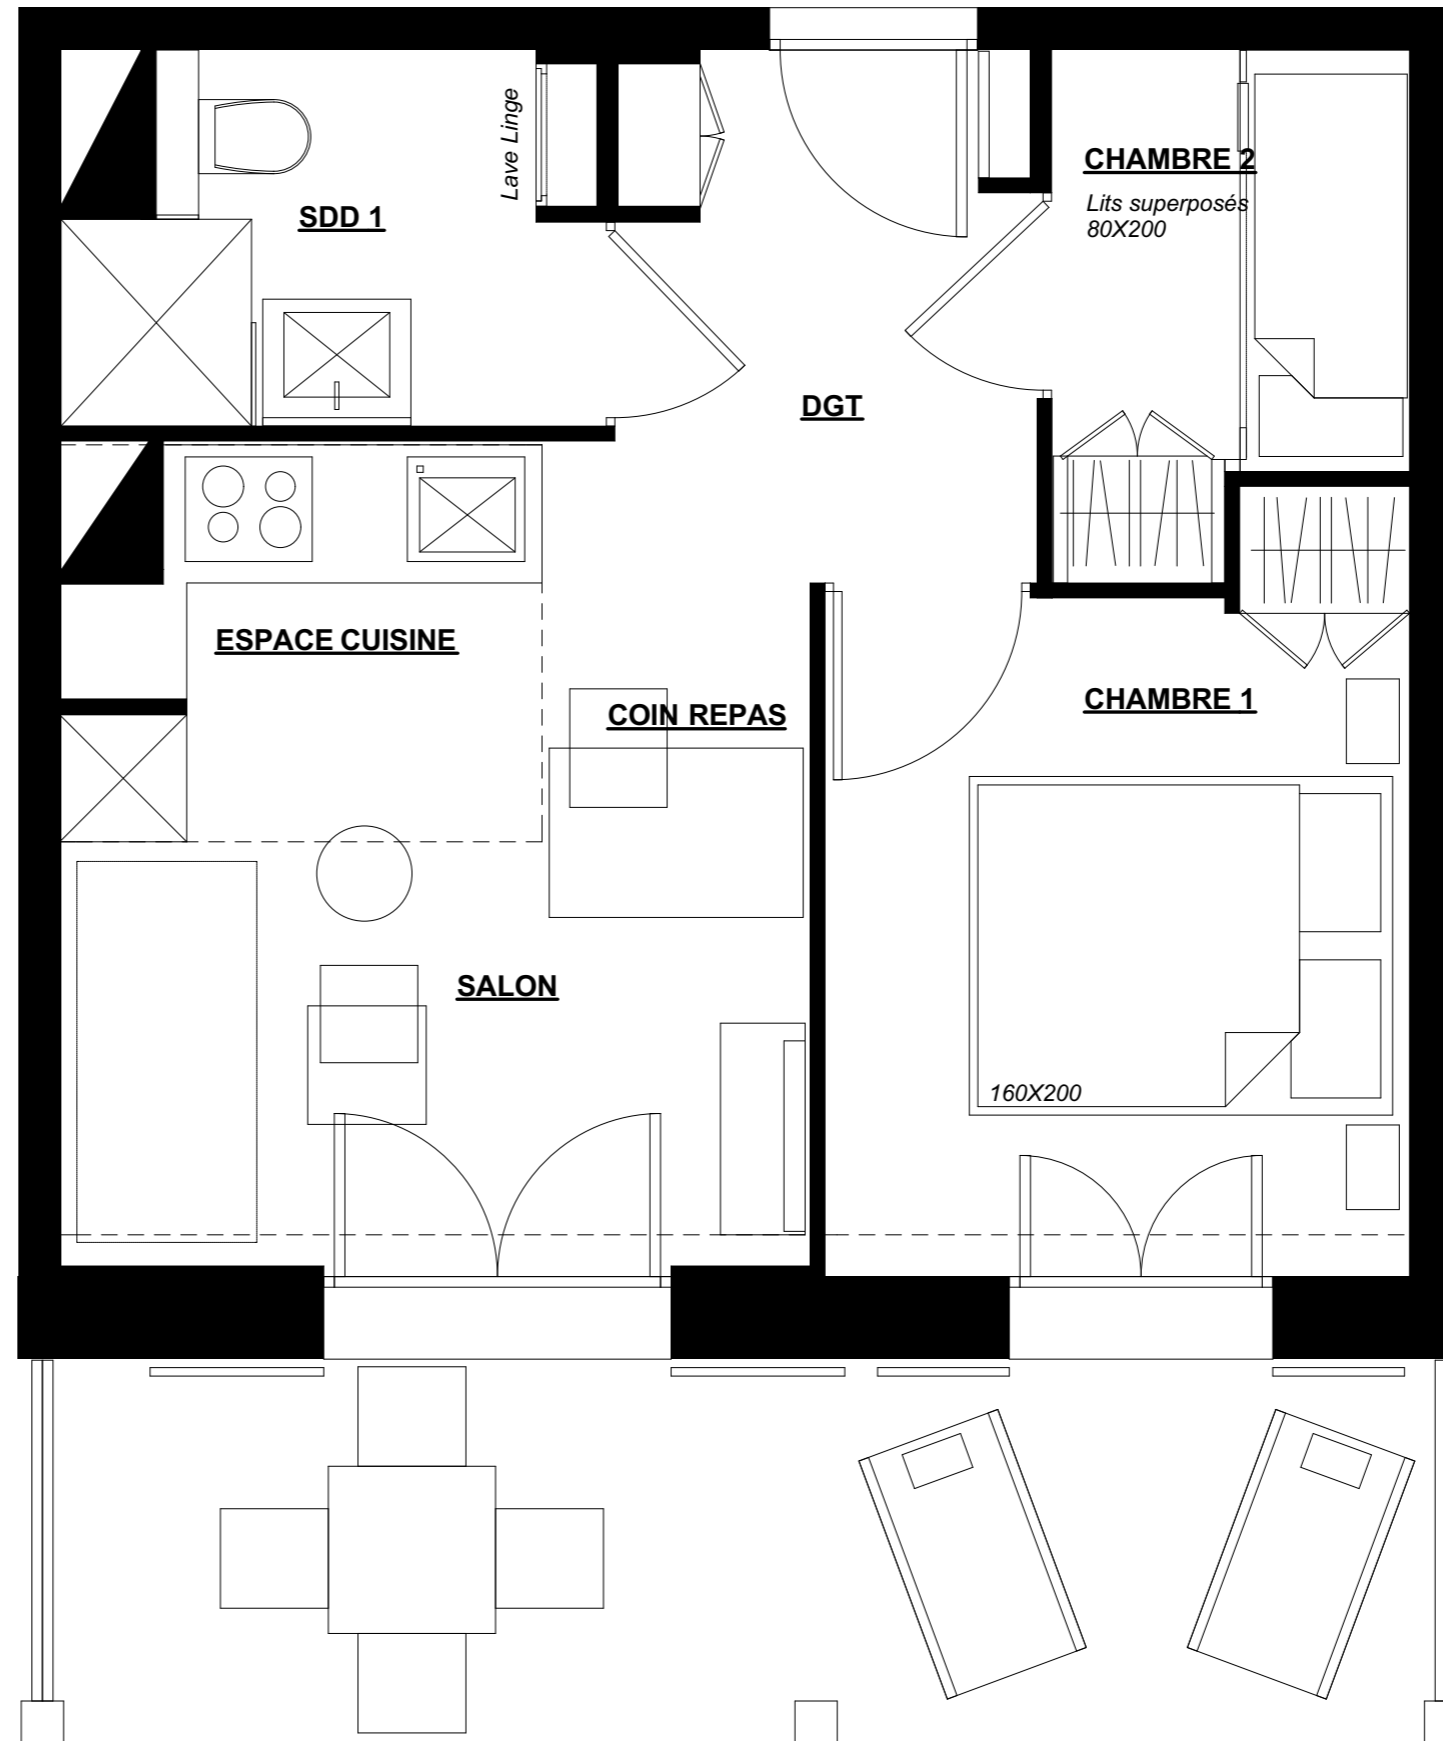 Lave Linge
CHAMBRE 2
Lits superposés
80X200
SDD 1
DGT
ESPACE CUISINE
COIN REPAS
CHAMBRE 1
SALON
160X200